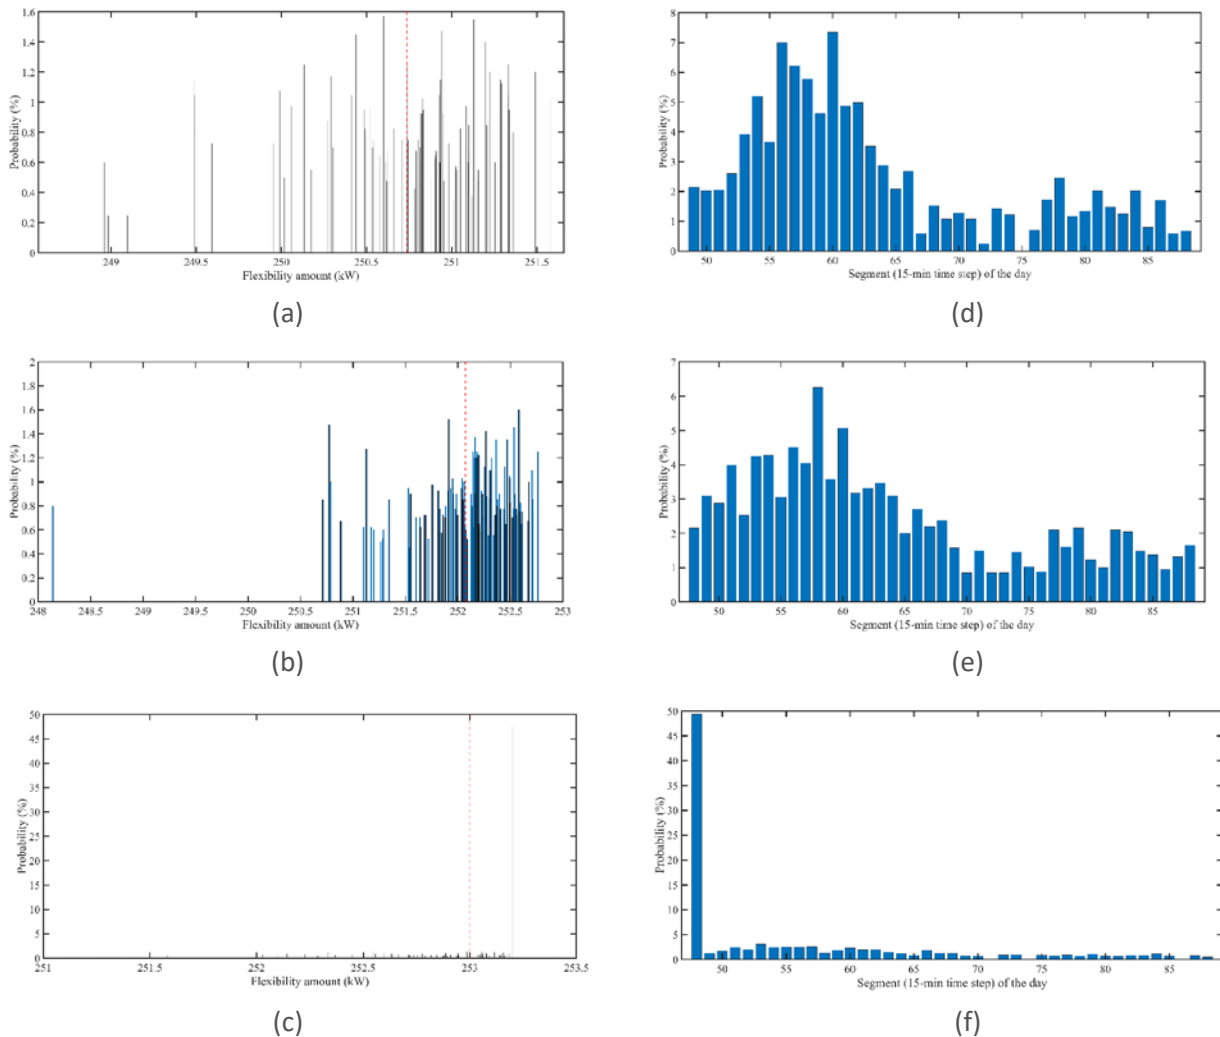 1.6
1.4
1.2
1
0.8
0.6
0.4
0.2
0
Probability (%)
249 249.5 250 250.5 251 251.5
Flexibility amount (kW)
(a)
8
7
6
5
4
3
2
1
0
Probability (%)
50 55 60 65 70 75 80 85
Segment (15-min time step) of the day
(d)
2
1.8
1.6
1.4
1.2
1
0.8
0.6
0.4
0.2
0
Probability (%)
248 248.5 249 249.5 250 250.5 251 251.5 252 252.5 253
Flexibility amount (kW)
(b)
7
6
5
4
3
2
1
0
Probability (%)
50 55 60 65 70 75 80 85
Segment (15-min time step) of the day
(e)
50
45
40
35
30
25
20
15
10
5
0
Probability (%)
251 251.5 252 252.5 253 253.5
Flexibility amount (kW)
(c)
50
45
40
35
30
25
20
15
10
5
0
Probability (%)
50 55 60 65 70 75 80 85
Segment (15-min time step) of the day
(f)